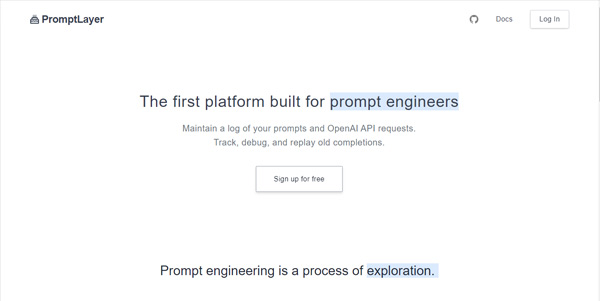 PromptLayer
Docs
Log In
The first platform built for prompt engineers
Maintain a log of your prompts and OpenAI API requests.
Track, debug, and replay old completions.
Sign up for free
Prompt engineering is a process of exploration.